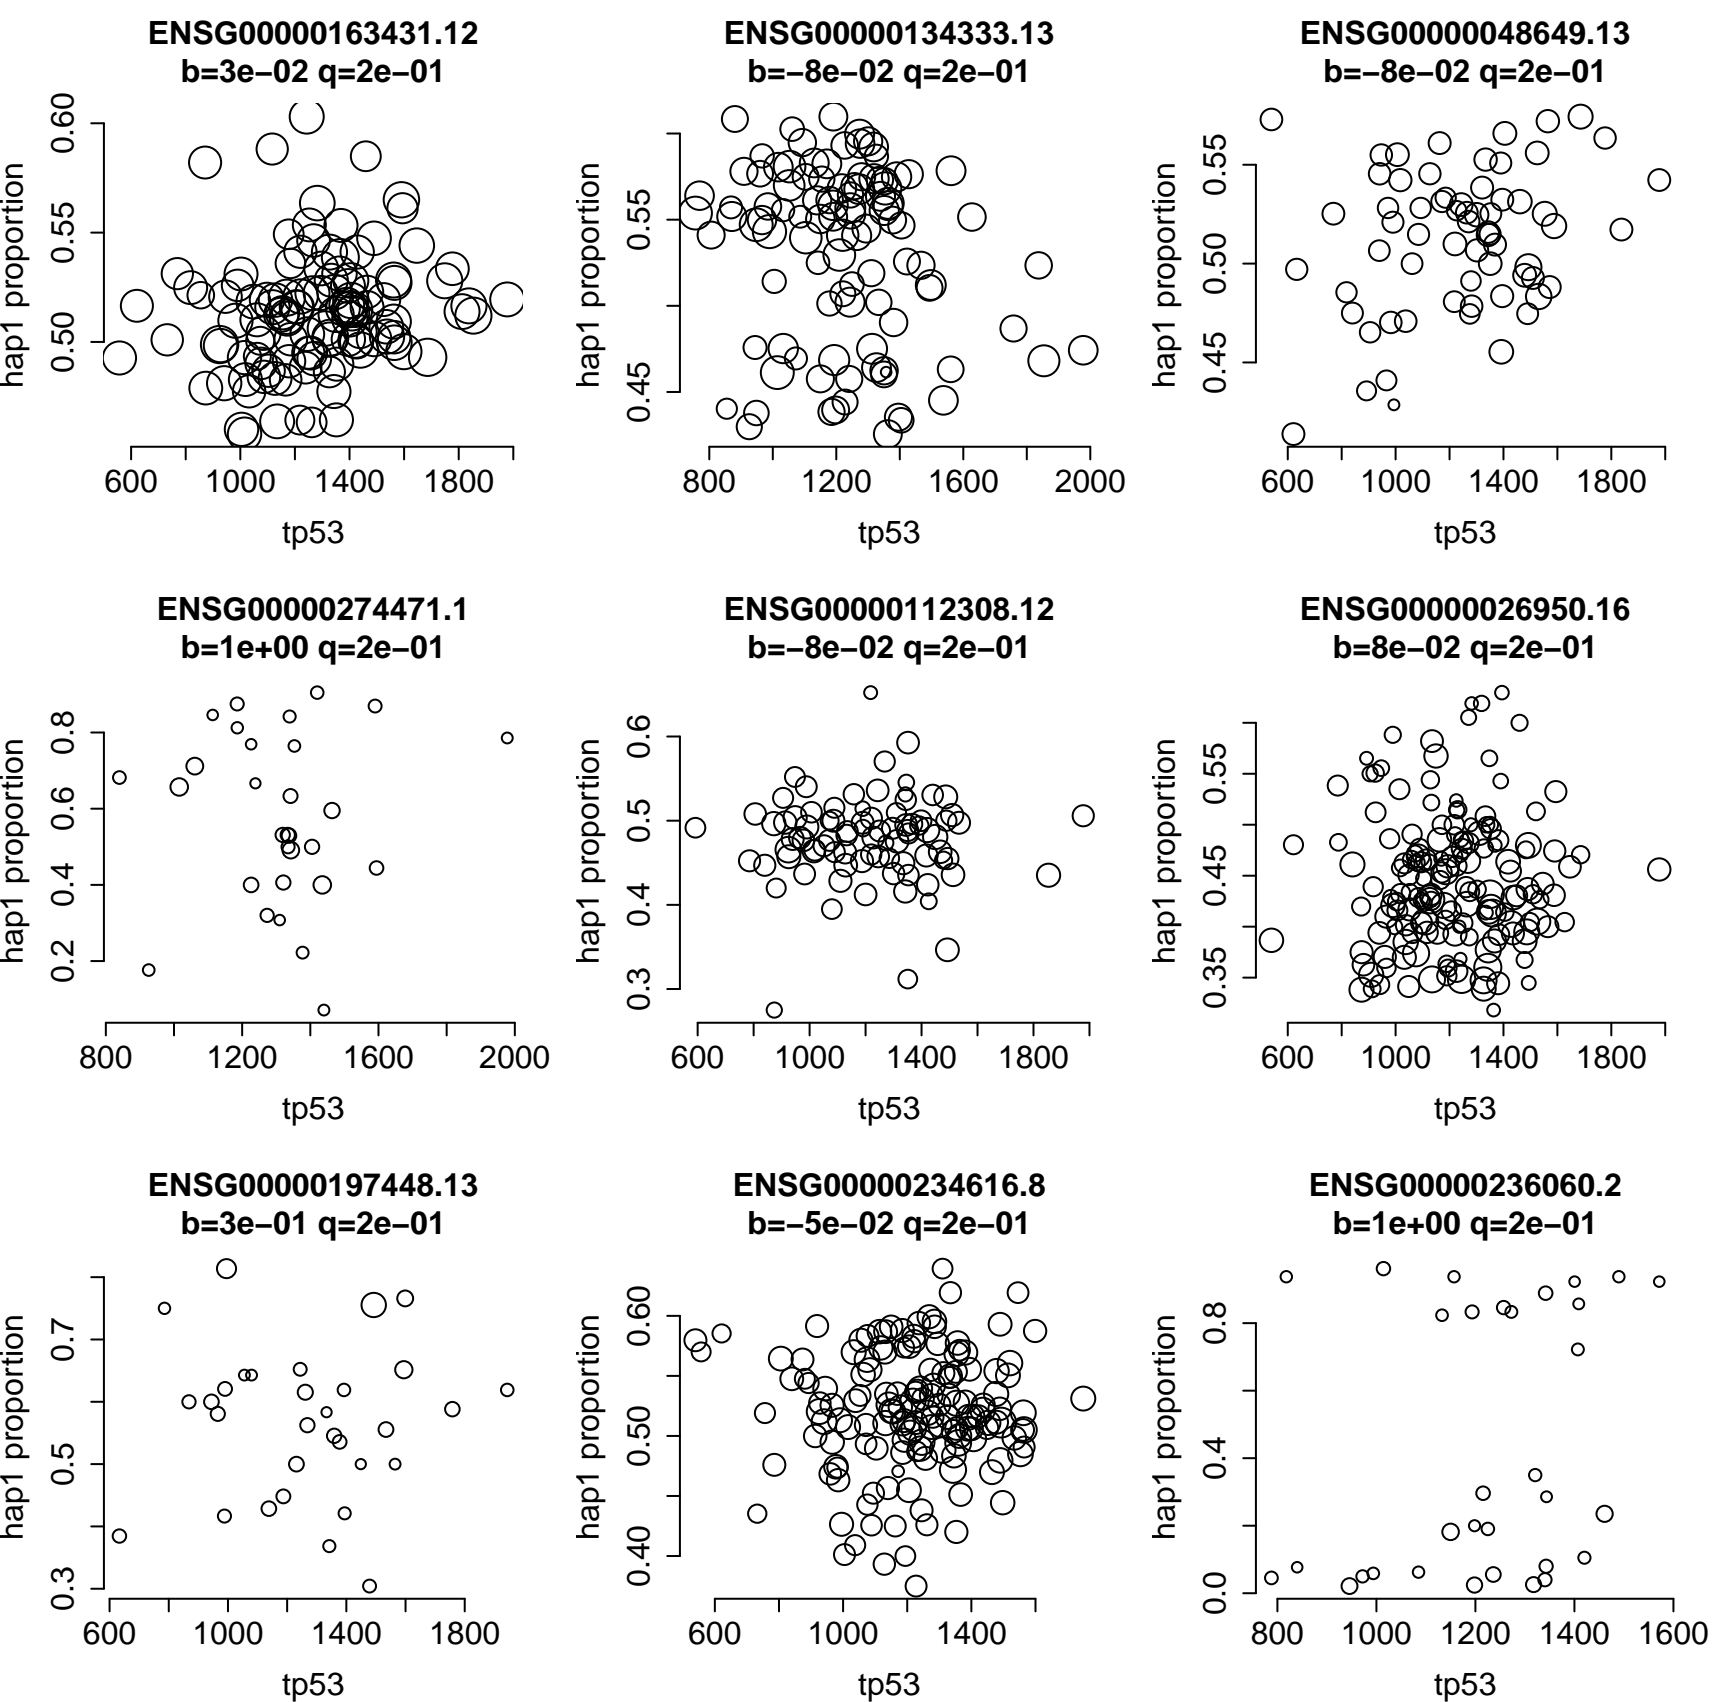 ENSG00000163431.12
b=3e−02 q=2e−01
hap1 proportion
0.50 0.55 0.60
600 1000 1400 1800
tp53
ENSG00000134333.13
b=−8e−02 q=2e−01
hap1 proportion
0.45 0.55
800 1200 1600 2000
tp53
ENSG00000048649.13
b=−8e−02 q=2e−01
hap1 proportion
0.45 0.50 0.55
600 1000 1400 1800
tp53
ENSG00000274471.1
b=1e+00 q=2e−01
hap1 proportion
0.2 0.4 0.6 0.8
800 1200 1600 2000
tp53
ENSG00000112308.12
b=−8e−02 q=2e−01
hap1 proportion
0.3 0.4 0.5 0.6
600 1000 1400 1800
tp53
ENSG00000026950.16
b=8e−02 q=2e−01
hap1 proportion
0.35 0.45 0.55
600 1000 1400 1800
tp53
ENSG00000197448.13
b=3e−01 q=2e−01
hap1 proportion
0.3 0.5 0.7
600 1000 1400 1800
tp53
ENSG00000234616.8
b=−5e−02 q=2e−01
hap1 proportion
0.40 0.50 0.60
600 1000 1400
tp53
ENSG00000236060.2
b=1e+00 q=2e−01
hap1 proportion
0.0 0.4 0.8
800 1000 1200 1400 1600
tp53